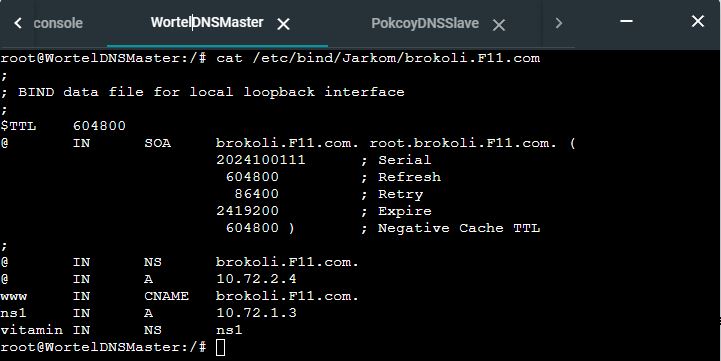 console WortelDNSMaster PokcoyDNSSlave
root@WortelDNSMaster:/# cat /etc/bind/Jarkom/brokoli.F11.com
;
; BIND data file for local loopback interface
;
$TTL    604800
@       IN      SOA     brokoli.F11.com. root.brokoli.F11.com. (
                        2024100111      ; Serial
                         604800         ; Refresh
                          86400         ; Retry
                        2419200         ; Expire
                         604800 )       ; Negative Cache TTL
;
@       IN      NS      brokoli.F11.com.
@       IN      A       10.72.2.4
www     IN      CNAME   brokoli.F11.com.
ns1     IN      A       10.72.1.3
vitamin IN      NS      ns1
root@WortelDNSMaster:/#